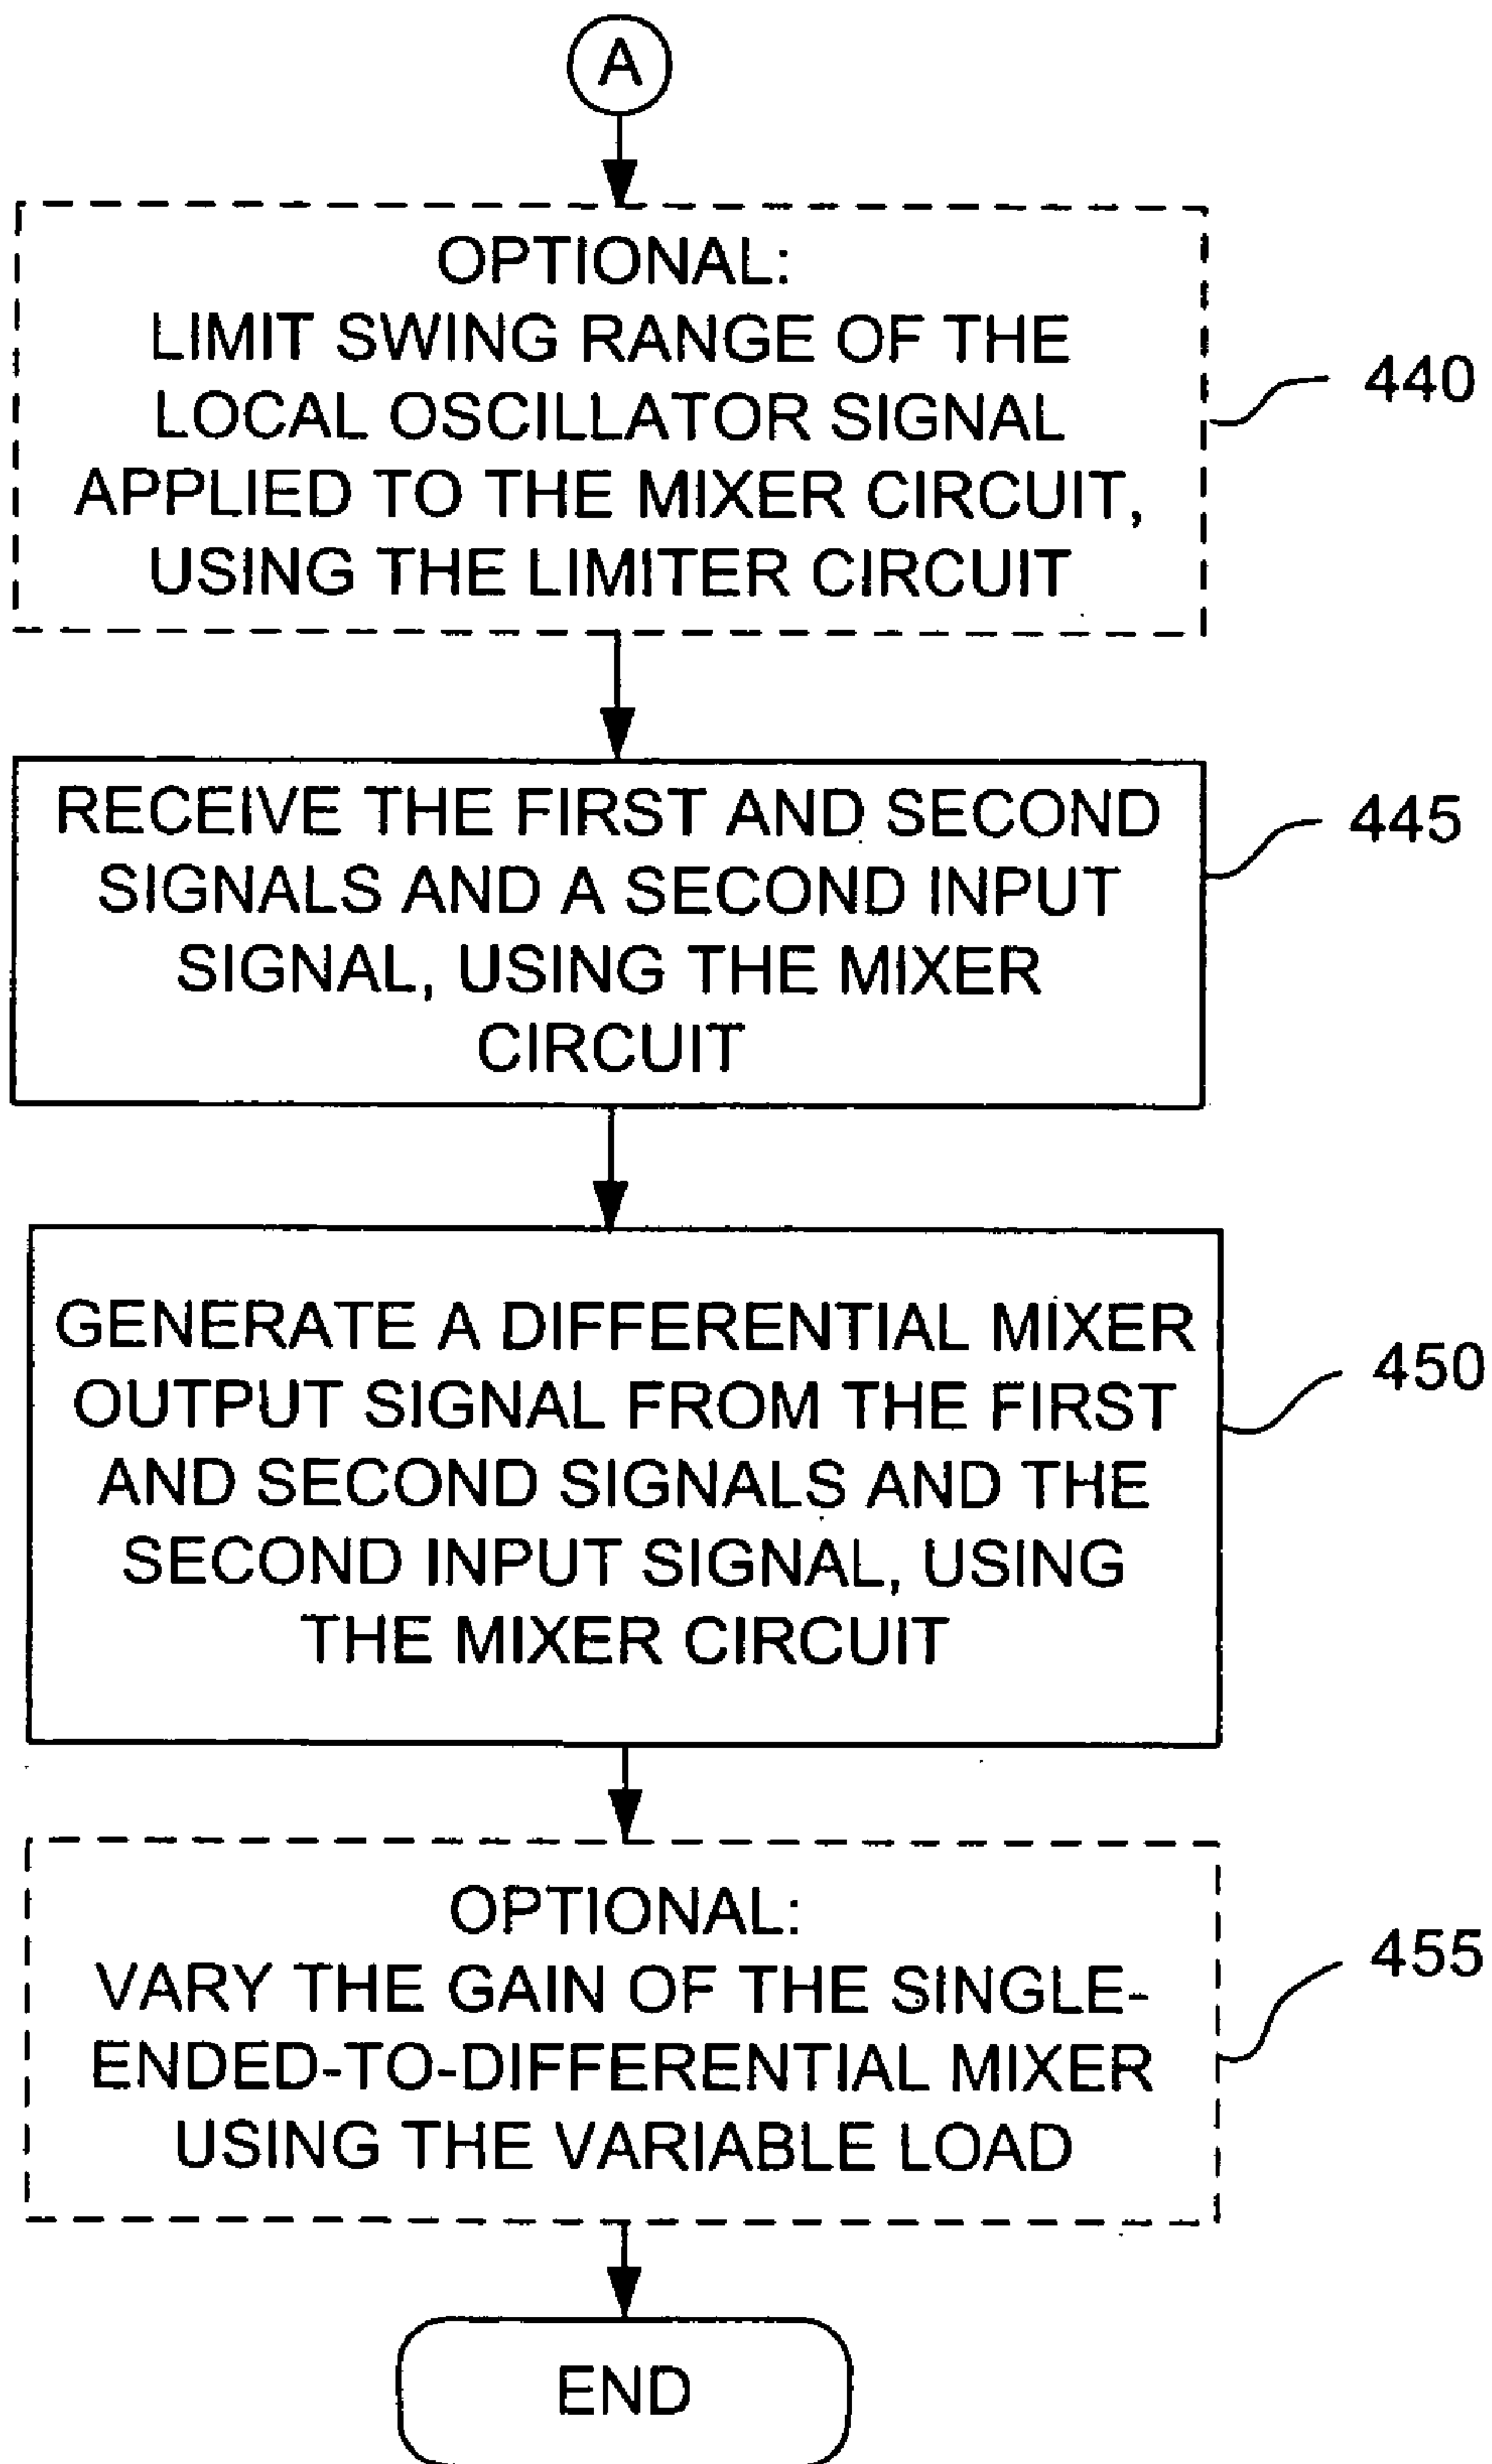 A
OPTIONAL:
LIMIT SWING RANGE OF THE
LOCAL OSCILLATOR SIGNAL
APPLIED TO THE MIXER CIRCUIT,
USING THE LIMITER CIRCUIT
440
RECEIVE THE FIRST AND SECOND
SIGNALS AND A SECOND INPUT
SIGNAL, USING THE MIXER
CIRCUIT
445
GENERATE A DIFFERENTIAL MIXER
OUTPUT SIGNAL FROM THE FIRST
AND SECOND SIGNALS AND THE
SECOND INPUT SIGNAL, USING
THE MIXER CIRCUIT
450
OPTIONAL:
VARY THE GAIN OF THE SINGLE-
ENDED-TO-DIFFERENTIAL MIXER
USING THE VARIABLE LOAD
455
END